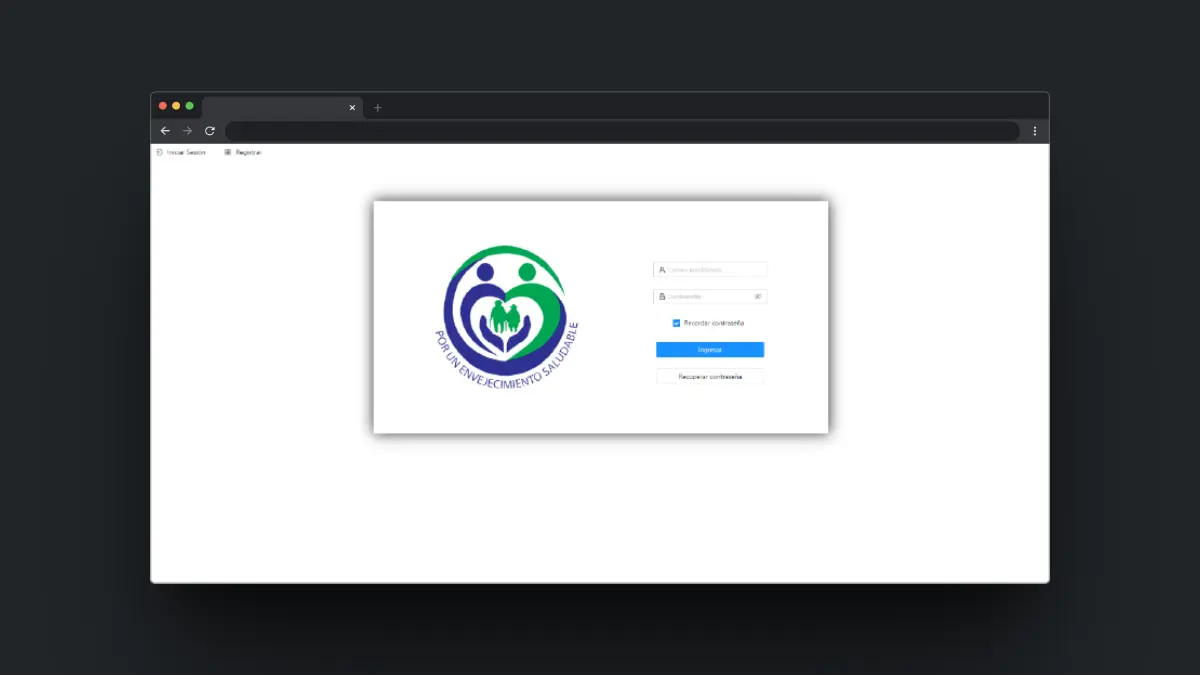 Iniciar Sesión
Registrar
POR UN ENVEJECIMIENTO SALUDABLE
Correo electrónico
Contraseña
Recordar contraseña
Ingresar
Recuperar contraseña